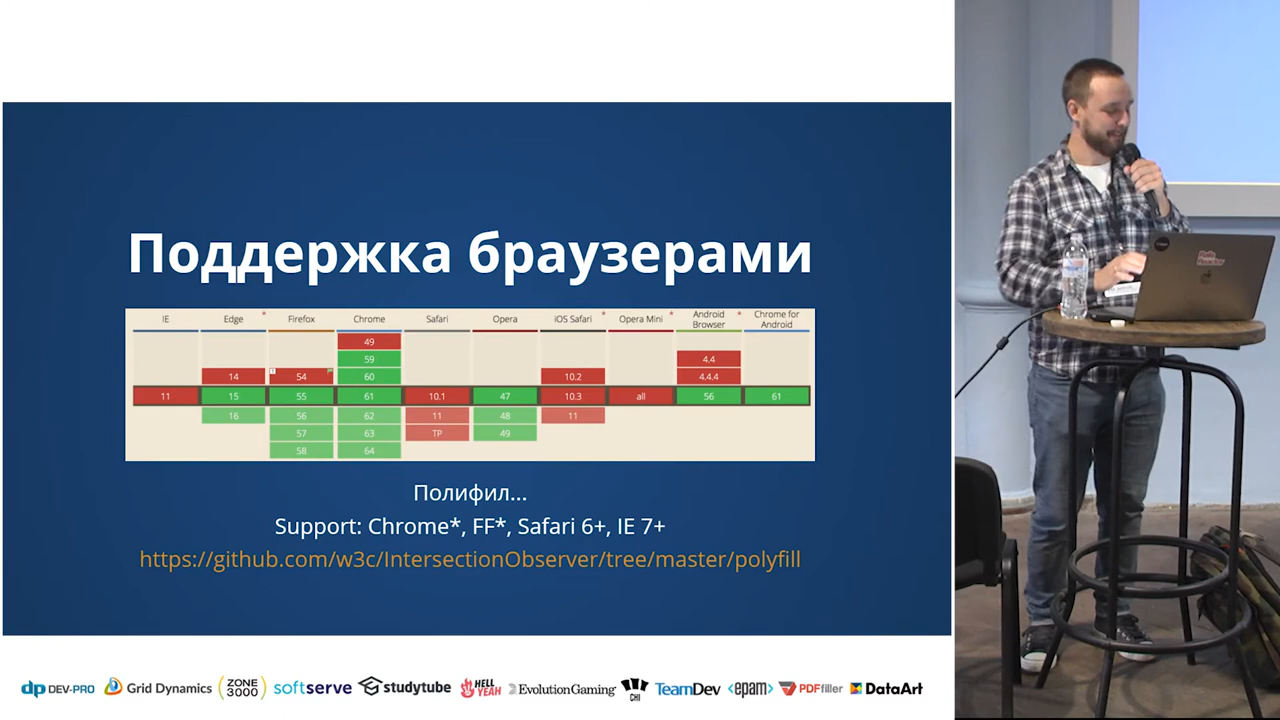 Поддержка браузерами
IE Edge * Firefox Chrome Safari Opera iOS Safari * Opera Mini * Android Browser * Chrome for Android
49
59 4.4
14 1 54 60 10.2 4.4.4
11 15 55 61 10.1 47 10.3 all 56 61
16 56 62 11 48 11
57 63 TP 49
58 64
Полифил...
Support: Chrome*, FF*, Safari 6+, IE 7+
https://github.com/w3c/IntersectionObserver/tree/master/polyfill
dp DEV-PRO Grid Dynamics {ZONE 3000} softserve studytube HELL YEAH EvolutionGaming CHI TeamDev <epam> PDFfiller DataArt